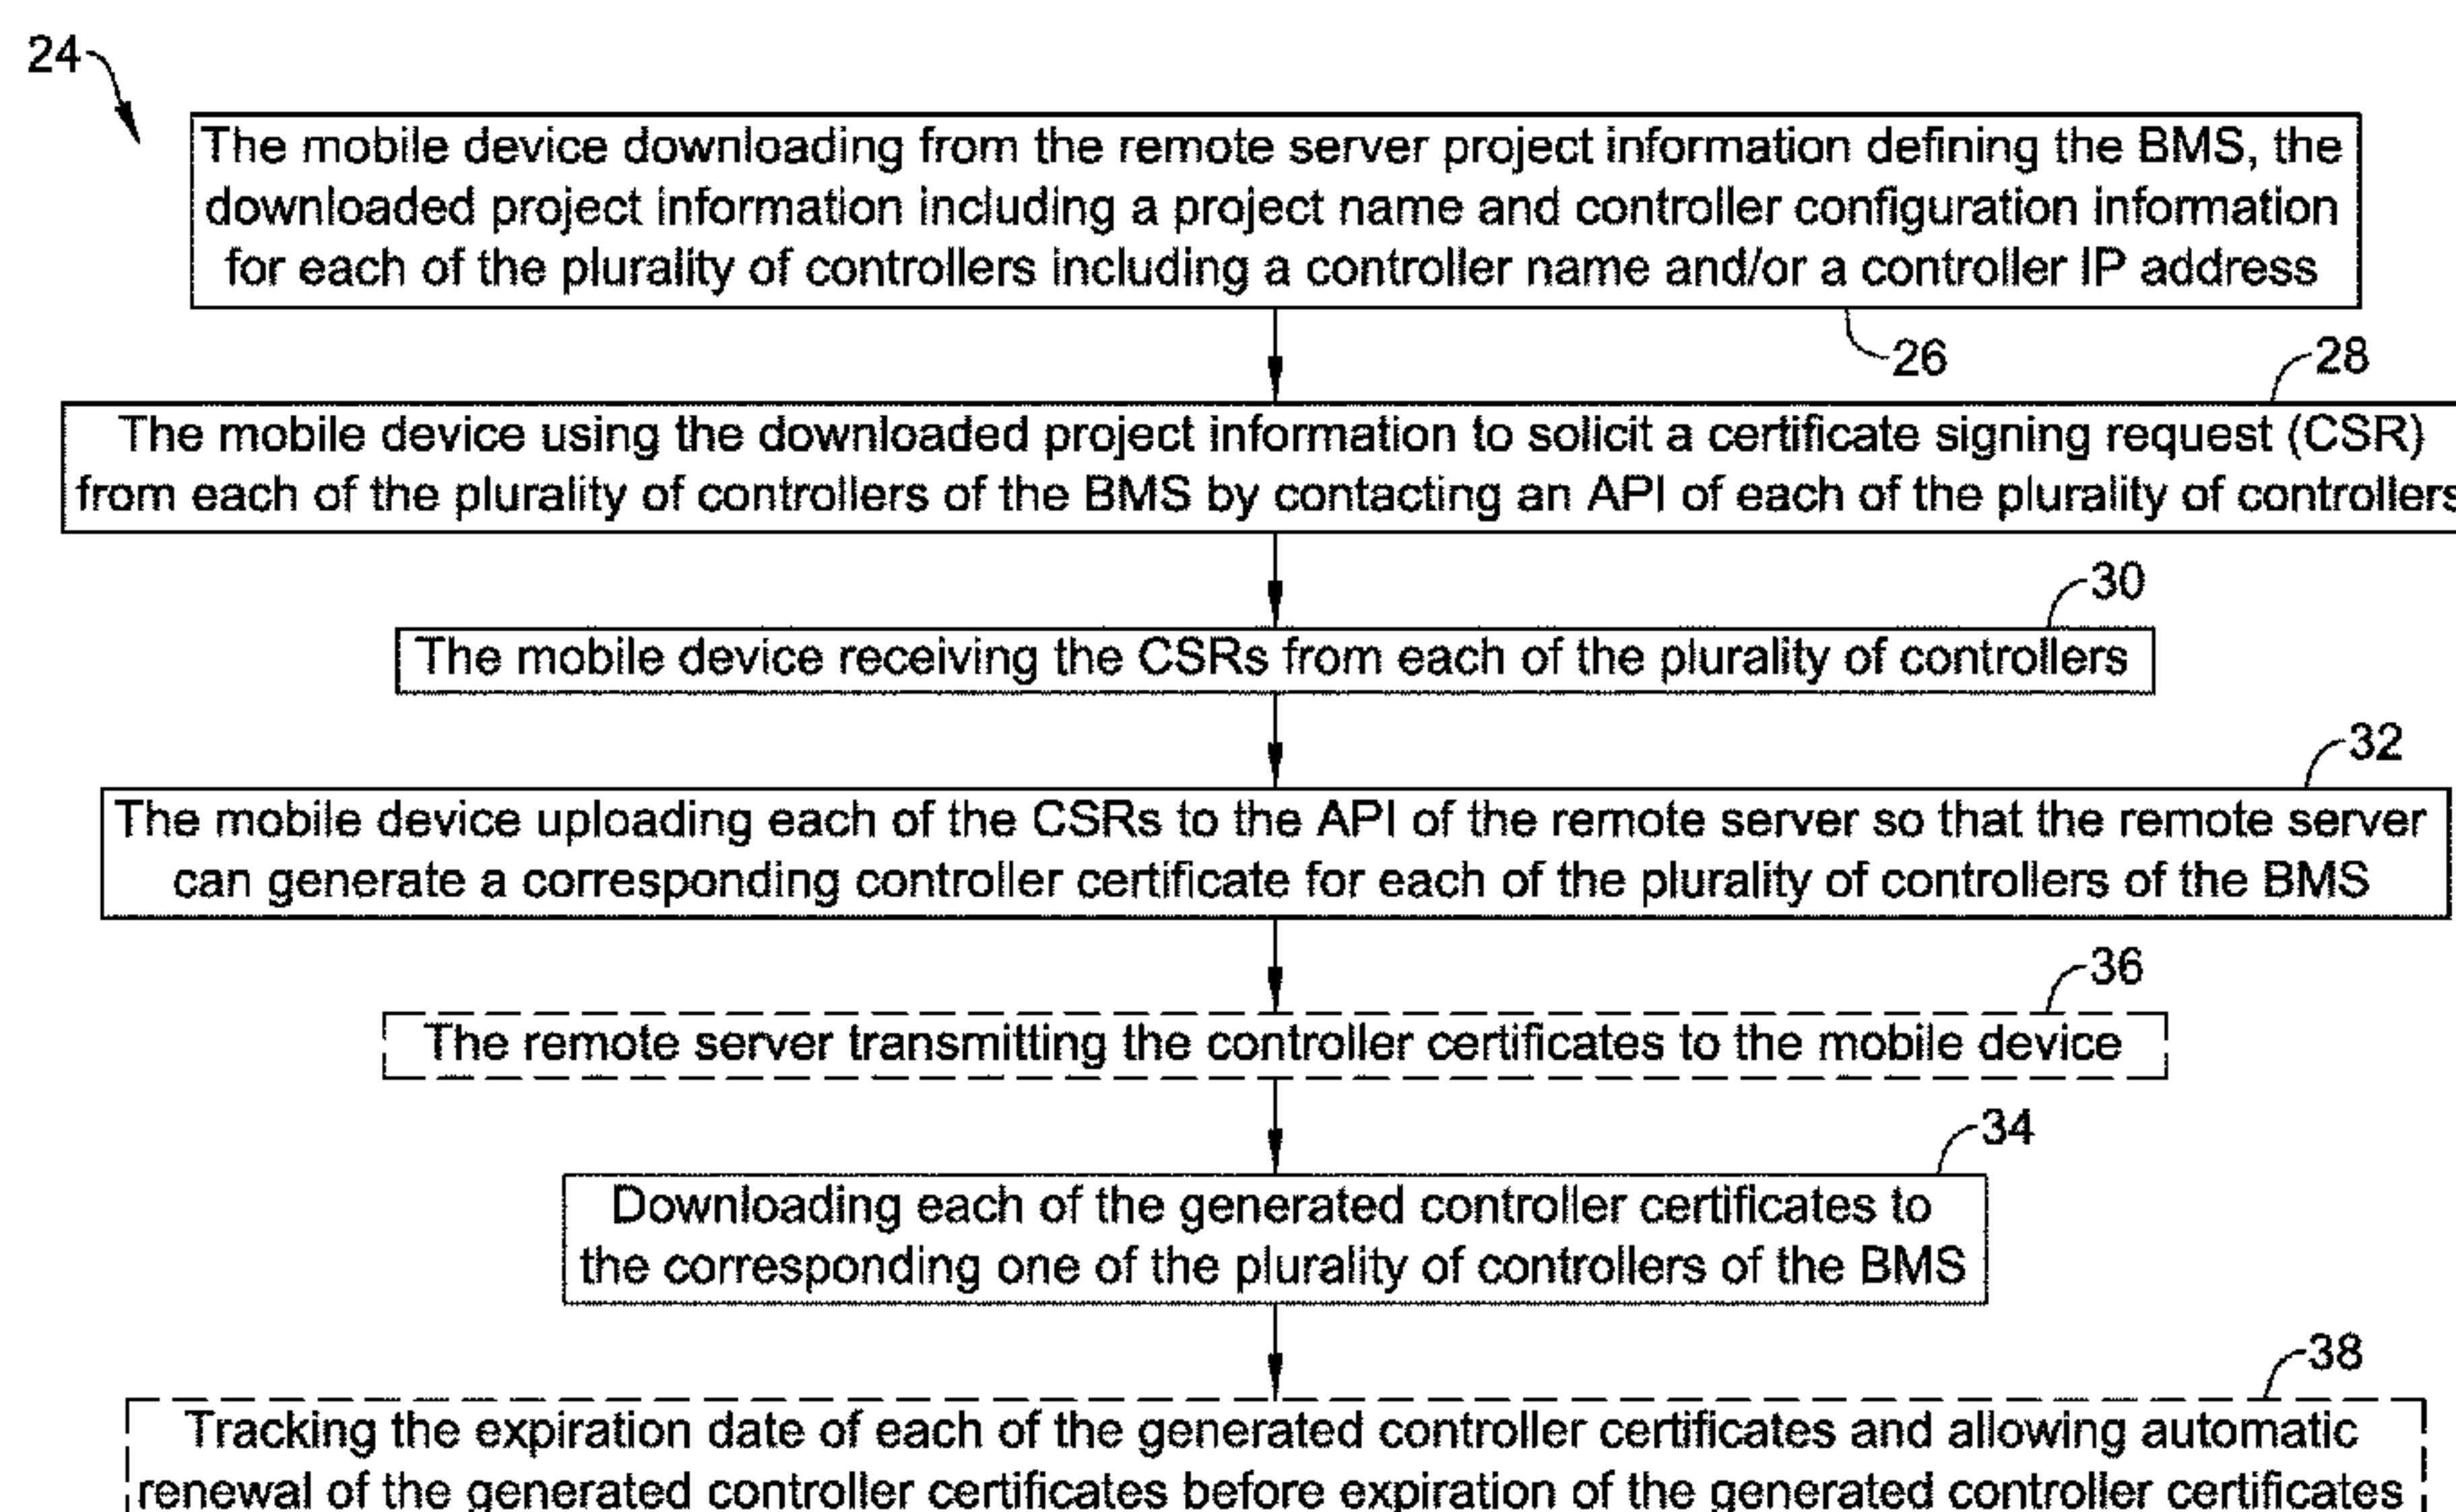 24
The mobile device downloading from the remote server project information defining the BMS, the
downloaded project information including a project name and controller configuration information
for each of the plurality of controllers including a controller name and/or a controller IP address
26
28
The mobile device using the downloaded project information to solicit a certificate signing request (CSR)
from each of the plurality of controllers of the BMS by contacting an API of each of the plurality of controllers
30
The mobile device receiving the CSRs from each of the plurality of controllers
32
The mobile device uploading each of the CSRs to the API of the remote server so that the remote server
can generate a corresponding controller certificate for each of the plurality of controllers of the BMS
36
The remote server transmitting the controller certificates to the mobile device
34
Downloading each of the generated controller certificates to
the corresponding one of the plurality of controllers of the BMS
38
Tracking the expiration date of each of the generated controller certificates and allowing automatic
renewal of the generated controller certificates before expiration of the generated controller certificates